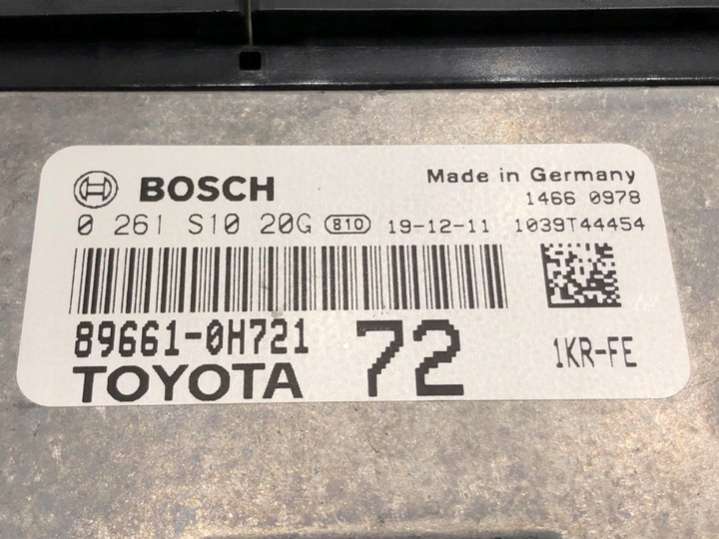 BOSCH Made in Germany
1466 0978
0 261 S10 20G 810 19-12-11 1039T44454
89661-0H721 72 1KR-FE
TOYOTA